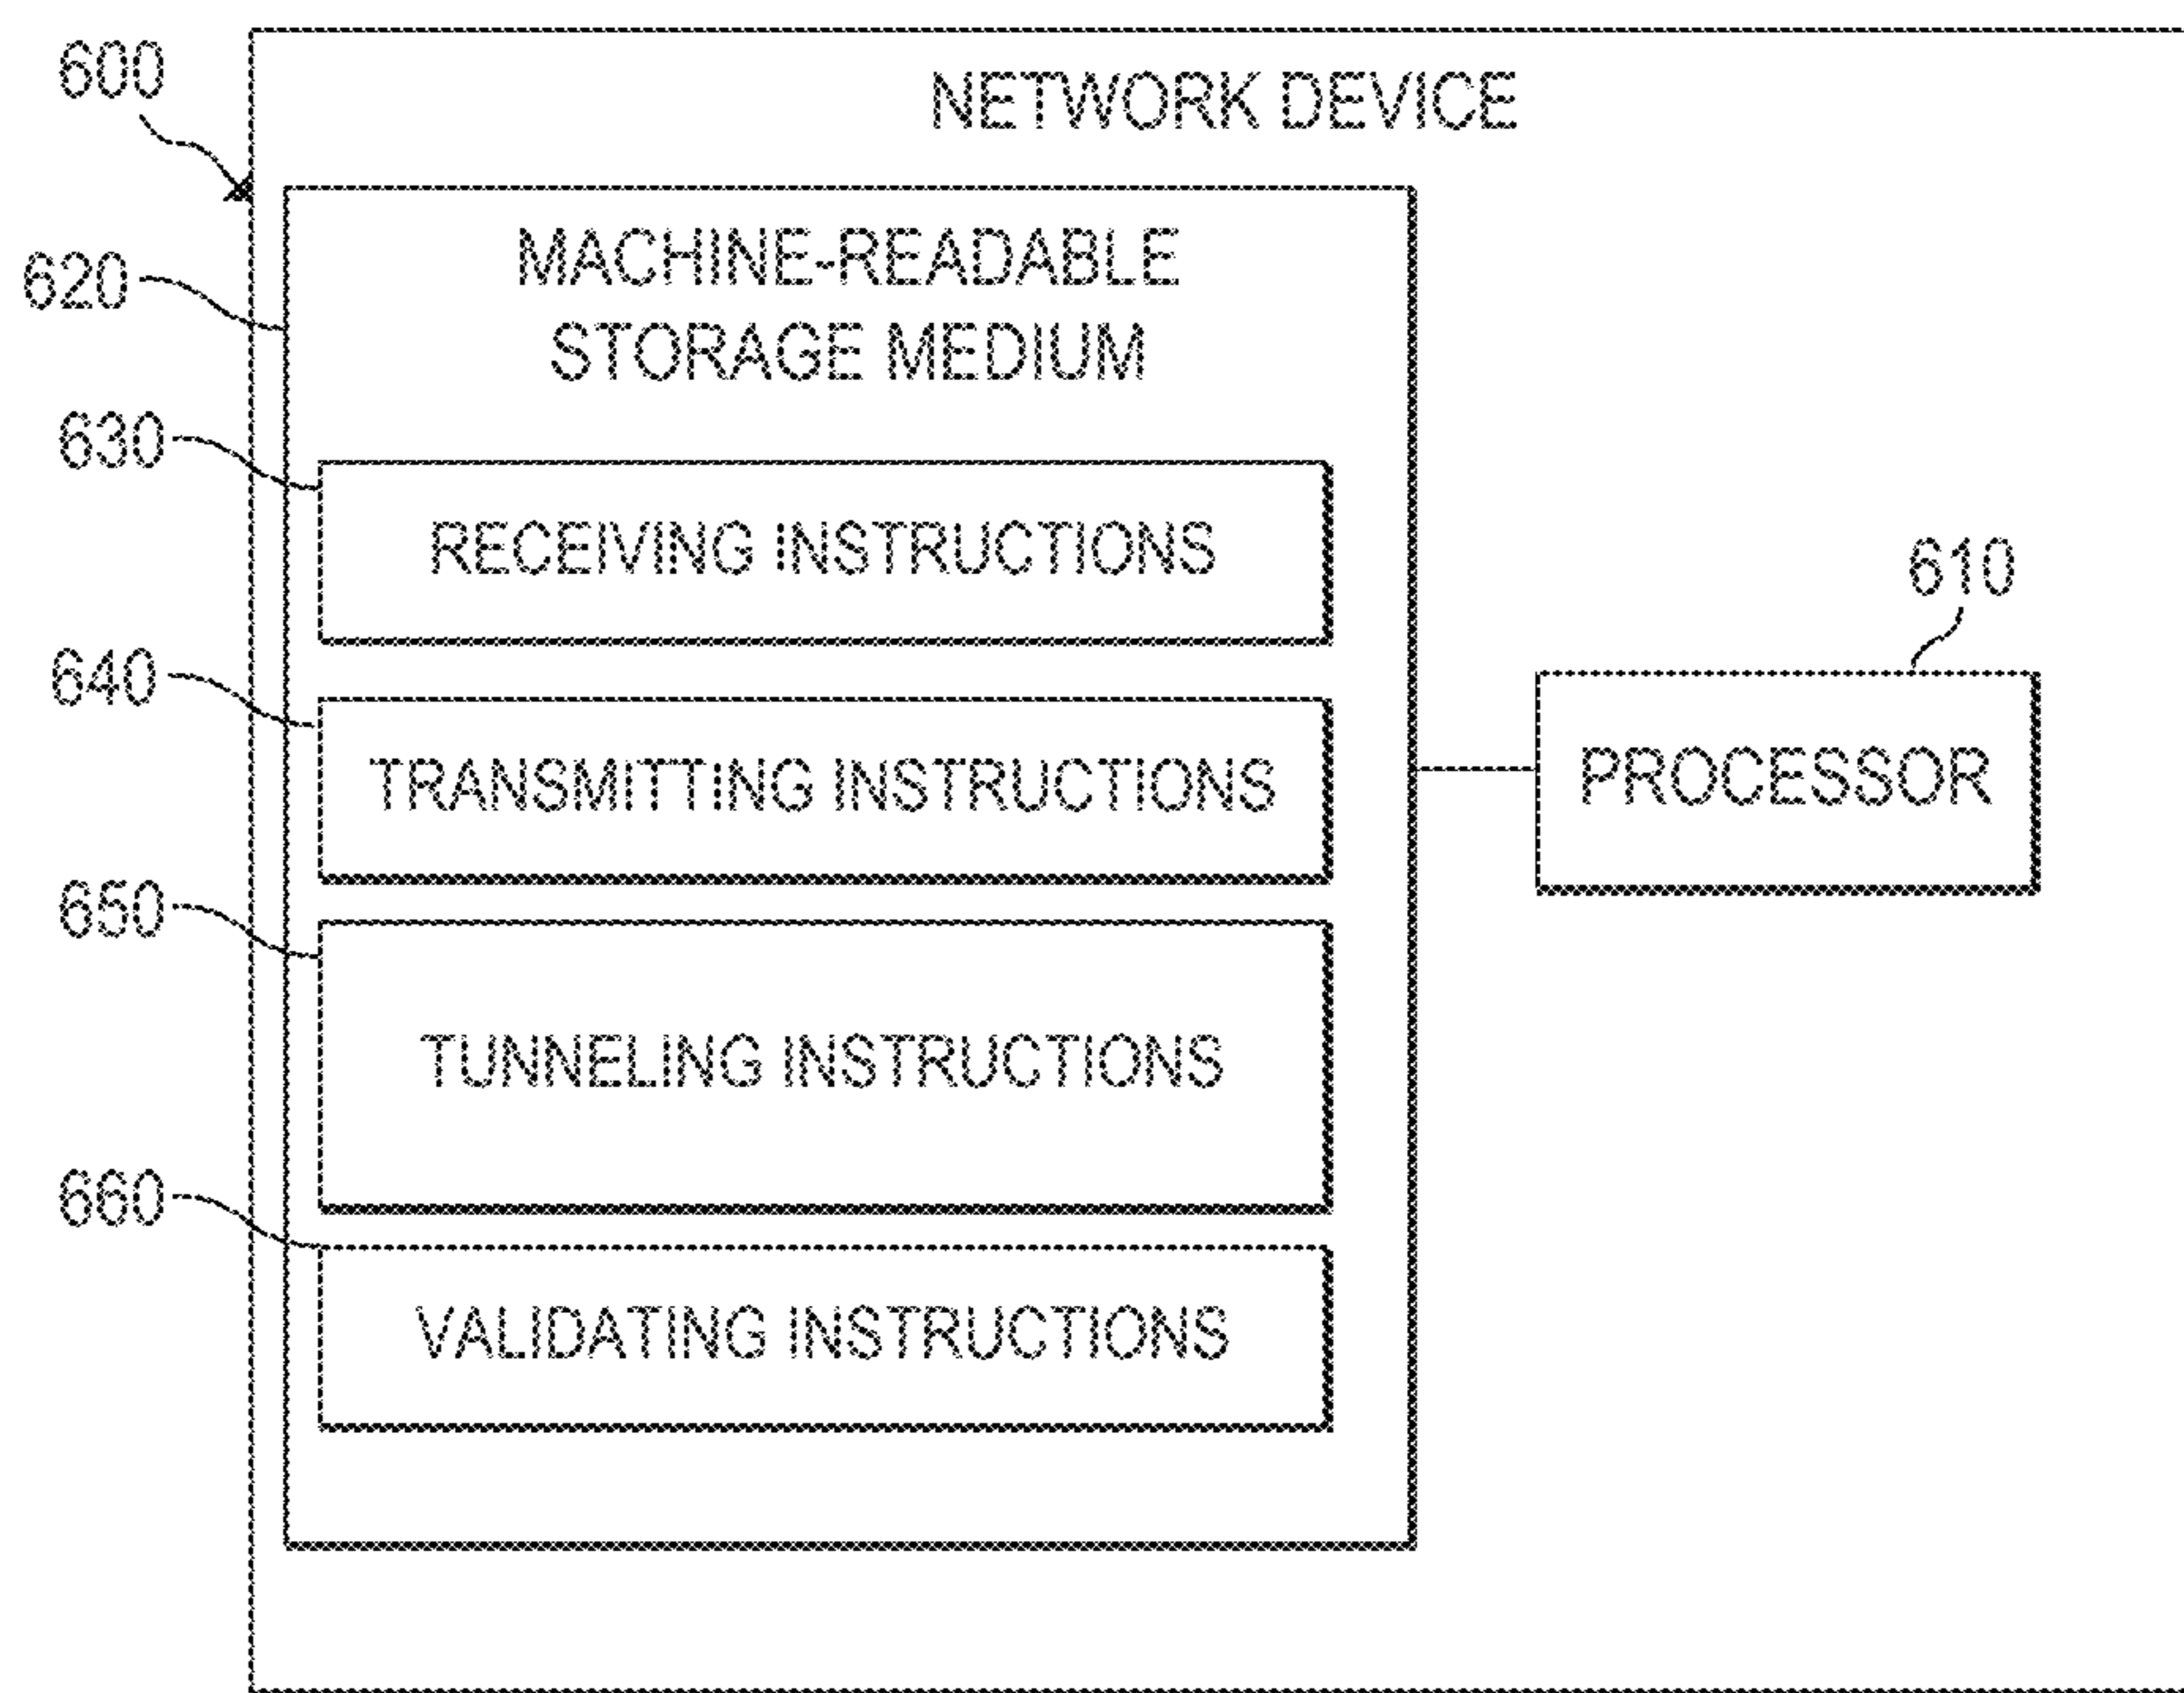 600
NETWORK DEVICE
620
MACHINE-READABLE
STORAGE MEDIUM
630
RECEIVING INSTRUCTIONS
610
640
TRANSMITTING INSTRUCTIONS
PROCESSOR
650
TUNNELING INSTRUCTIONS
660
VALIDATING INSTRUCTIONS